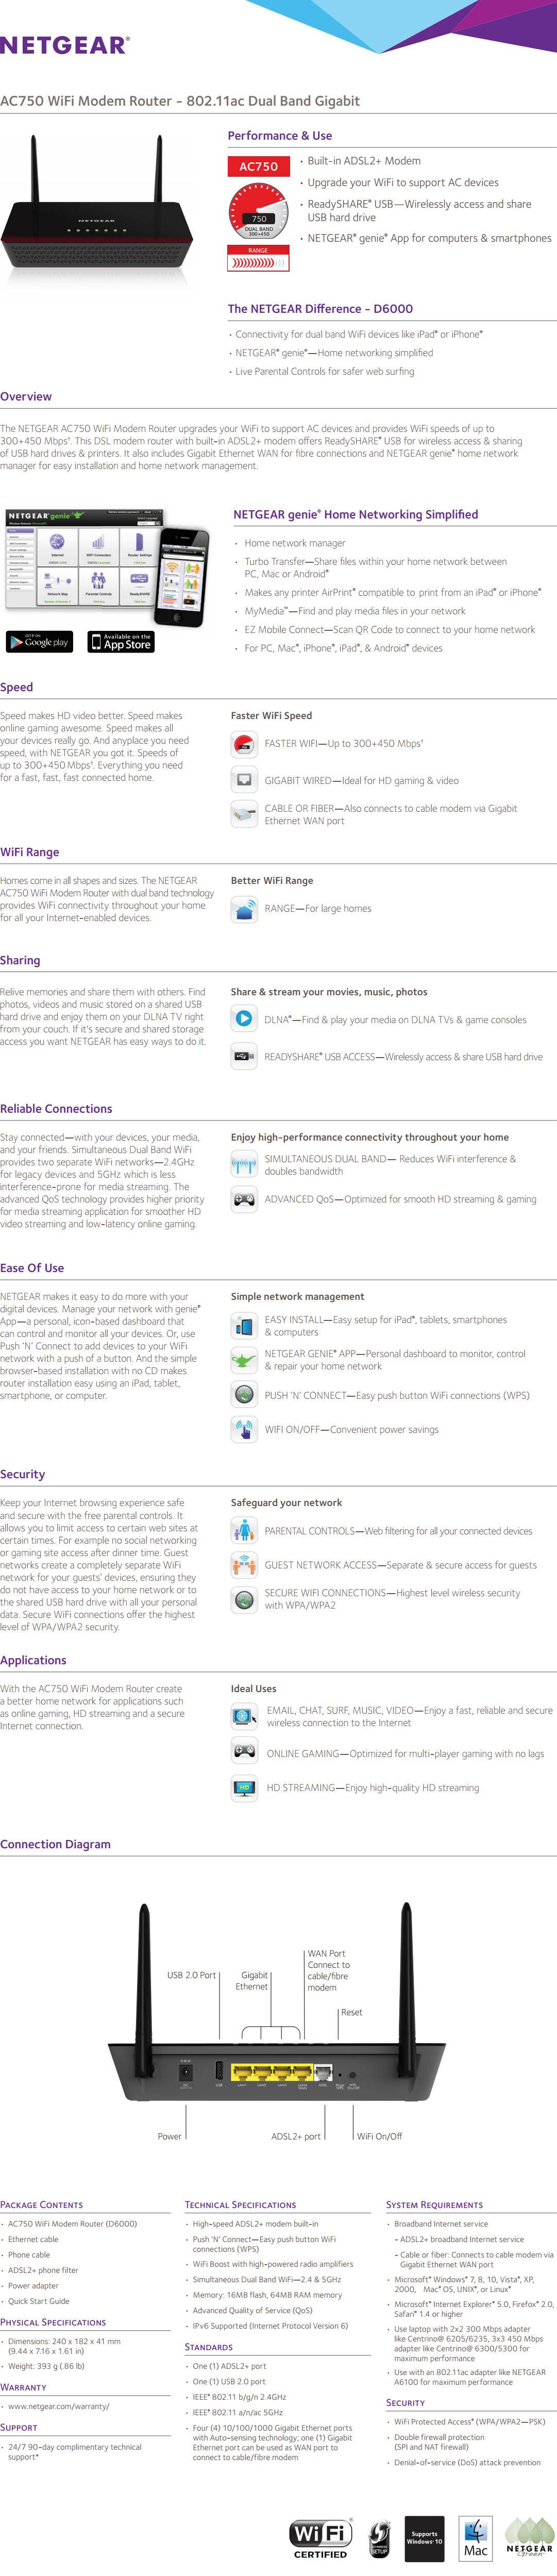 NETGEAR®
AC750 WiFi Modem Router - 802.11ac Dual Band Gigabit
NETGEAR
Performance & Use
AC750
750
DUAL BAND
300+450
RANGE
• Built-in ADSL2+ Modem
• Upgrade your WiFi to support AC devices
• ReadySHARE® USB—Wirelessly access and share
USB hard drive
• NETGEAR® genie® App for computers & smartphones
The NETGEAR Difference - D6000
• Connectivity for dual band WiFi devices like iPad® or iPhone®
• NETGEAR® genie®—Home networking simplified
• Live Parental Controls for safer web surfing
Overview
The NETGEAR AC750 WiFi Modem Router upgrades your WiFi to support AC devices and provides WiFi speeds of up to
300+450 Mbps†. This DSL modem router with built-in ADSL2+ modem offers ReadySHARE® USB for wireless access & sharing
of USB hard drives & printers. It also includes Gigabit Ethernet WAN for fibre connections and NETGEAR genie® home network
manager for easy installation and home network management.
NETGEAR genie®
Internet
WiFi Connection
Router Settings
Network Map
Parental Controls
ReadySHARE
GET IT ON
Google play
Available on the
App Store
NETGEAR genie® Home Networking Simplified
• Home network manager
• Turbo Transfer—Share files within your home network between
PC, Mac or Android®
• Makes any printer AirPrint® compatible to print from an iPad® or iPhone®
• MyMedia™—Find and play media files in your network
• EZ Mobile Connect—Scan QR Code to connect to your home network
• For PC, Mac®, iPhone®, iPad®, & Android® devices
Speed
Speed makes HD video better. Speed makes
online gaming awesome. Speed makes all
your devices really go. And anyplace you need
speed, with NETGEAR you got it. Speeds of
up to 300+450 Mbps†. Everything you need
for a fast, fast, fast connected home.
Faster WiFi Speed
FASTER WIFI—Up to 300+450 Mbps†
GIGABIT WIRED—Ideal for HD gaming & video
CABLE OR FIBER—Also connects to cable modem via Gigabit
Ethernet WAN port
WiFi Range
Homes come in all shapes and sizes. The NETGEAR
AC750 WiFi Modem Router with dual band technology
provides WiFi connectivity throughout your home
for all your Internet-enabled devices.
Better WiFi Range
RANGE—For large homes
Sharing
Relive memories and share them with others. Find
photos, videos and music stored on a shared USB
hard drive and enjoy them on your DLNA TV right
from your couch. If it's secure and shared storage
access you want NETGEAR has easy ways to do it.
Share & stream your movies, music, photos
DLNA®—Find & play your media on DLNA TVs & game consoles
READYSHARE® USB ACCESS—Wirelessly access & share USB hard drive
Reliable Connections
Stay connected—with your devices, your media,
and your friends. Simultaneous Dual Band WiFi
provides two separate WiFi networks—2.4GHz
for legacy devices and 5GHz which is less
interference-prone for media streaming. The
advanced QoS technology provides higher priority
for media streaming application for smoother HD
video streaming and low-latency online gaming.
Enjoy high-performance connectivity throughout your home
SIMULTANEOUS DUAL BAND— Reduces WiFi interference &
doubles bandwidth
ADVANCED QoS—Optimized for smooth HD streaming & gaming
Ease Of Use
NETGEAR makes it easy to do more with your
digital devices. Manage your network with genie®
App—a personal, icon-based dashboard that
can control and monitor all your devices. Or, use
Push 'N' Connect to add devices to your WiFi
network with a push of a button. And the simple
browser-based installation with no CD makes
router installation easy using an iPad, tablet,
smartphone, or computer.
Simple network management
EASY INSTALL—Easy setup for iPad®, tablets, smartphones
& computers
NETGEAR GENIE® APP—Personal dashboard to monitor, control
& repair your home network
PUSH 'N' CONNECT—Easy push button WiFi connections (WPS)
WIFI ON/OFF—Convenient power savings
Security
Keep your Internet browsing experience safe
and secure with the free parental controls. It
allows you to limit access to certain web sites at
certain times. For example no social networking
or gaming site access after dinner time. Guest
networks create a completely separate WiFi
network for your guests' devices, ensuring they
do not have access to your home network or to
the shared USB hard drive with all your personal
data. Secure WiFi connections offer the highest
level of WPA/WPA2 security.
Safeguard your network
PARENTAL CONTROLS—Web filtering for all your connected devices
GUEST NETWORK ACCESS—Separate & secure access for guests
SECURE WIFI CONNECTIONS—Highest level wireless security
with WPA/WPA2
Applications
With the AC750 WiFi Modem Router create
a better home network for applications such
as online gaming, HD streaming and a secure
Internet connection.
Ideal Uses
EMAIL, CHAT, SURF, MUSIC, VIDEO—Enjoy a fast, reliable and secure
wireless connection to the Internet
ONLINE GAMING—Optimized for multi-player gaming with no lags
HD
HD STREAMING—Enjoy high-quality HD streaming
Connection Diagram
USB 2.0 Port
Gigabit
Ethernet
WAN Port
Connect to
cable/fibre
modem
Reset
Power
ADSL2+ port
WiFi On/Off
Package Contents
• AC750 WiFi Modem Router (D6000)
• Ethernet cable
• Phone cable
• ADSL2+ phone filter
• Power adapter
• Quick Start Guide
Physical Specifications
• Dimensions: 240 x 182 x 41 mm
(9.44 x 7.16 x 1.61 in)
• Weight: 393 g (.86 lb)
Warranty
• www.netgear.com/warranty/
Support
• 24/7 90-day complimentary technical
support*
Technical Specifications
• High-speed ADSL2+ modem built-in
• Push 'N' Connect—Easy push button WiFi
connections (WPS)
• WiFi Boost with high-powered radio amplifiers
• Simultaneous Dual Band WiFi—2.4 & 5GHz
• Memory: 16MB flash, 64MB RAM memory
• Advanced Quality of Service (QoS)
• IPv6 Supported (Internet Protocol Version 6)
Standards
• One (1) ADSL2+ port
• One (1) USB 2.0 port
• IEEE® 802.11 b/g/n 2.4GHz
• IEEE® 802.11 a/n/ac 5GHz
• Four (4) 10/100/1000 Gigabit Ethernet ports
with Auto-sensing technology; one (1) Gigabit
Ethernet port can be used as WAN port to
connect to cable/fibre modem
System Requirements
• Broadband Internet service
- ADSL2+ broadband Internet service
- Cable or fiber: Connects to cable modem via
Gigabit Ethernet WAN port
• Microsoft® Windows® 7, 8, 10, Vista®, XP,
2000, Mac® OS, UNIX®, or Linux®
• Microsoft® Internet Explorer® 5.0, Firefox® 2.0,
Safari® 1.4 or higher
• Use laptop with 2x2 300 Mbps adapter
like Centrino@ 6205/6235, 3x3 450 Mbps
adapter like Centrino@ 6300/5300 for
maximum performance
• Use with an 802.11ac adapter like NETGEAR
A6100 for maximum performance
Security
• WiFi Protected Access® (WPA/WPA2—PSK)
• Double firewall protection
(SPI and NAT firewall)
• Denial-of-service (DoS) attack prevention
Wi Fi®
CERTIFIED
SETUP
Supports
Windows® 10
Mac
NETGEAR
Green